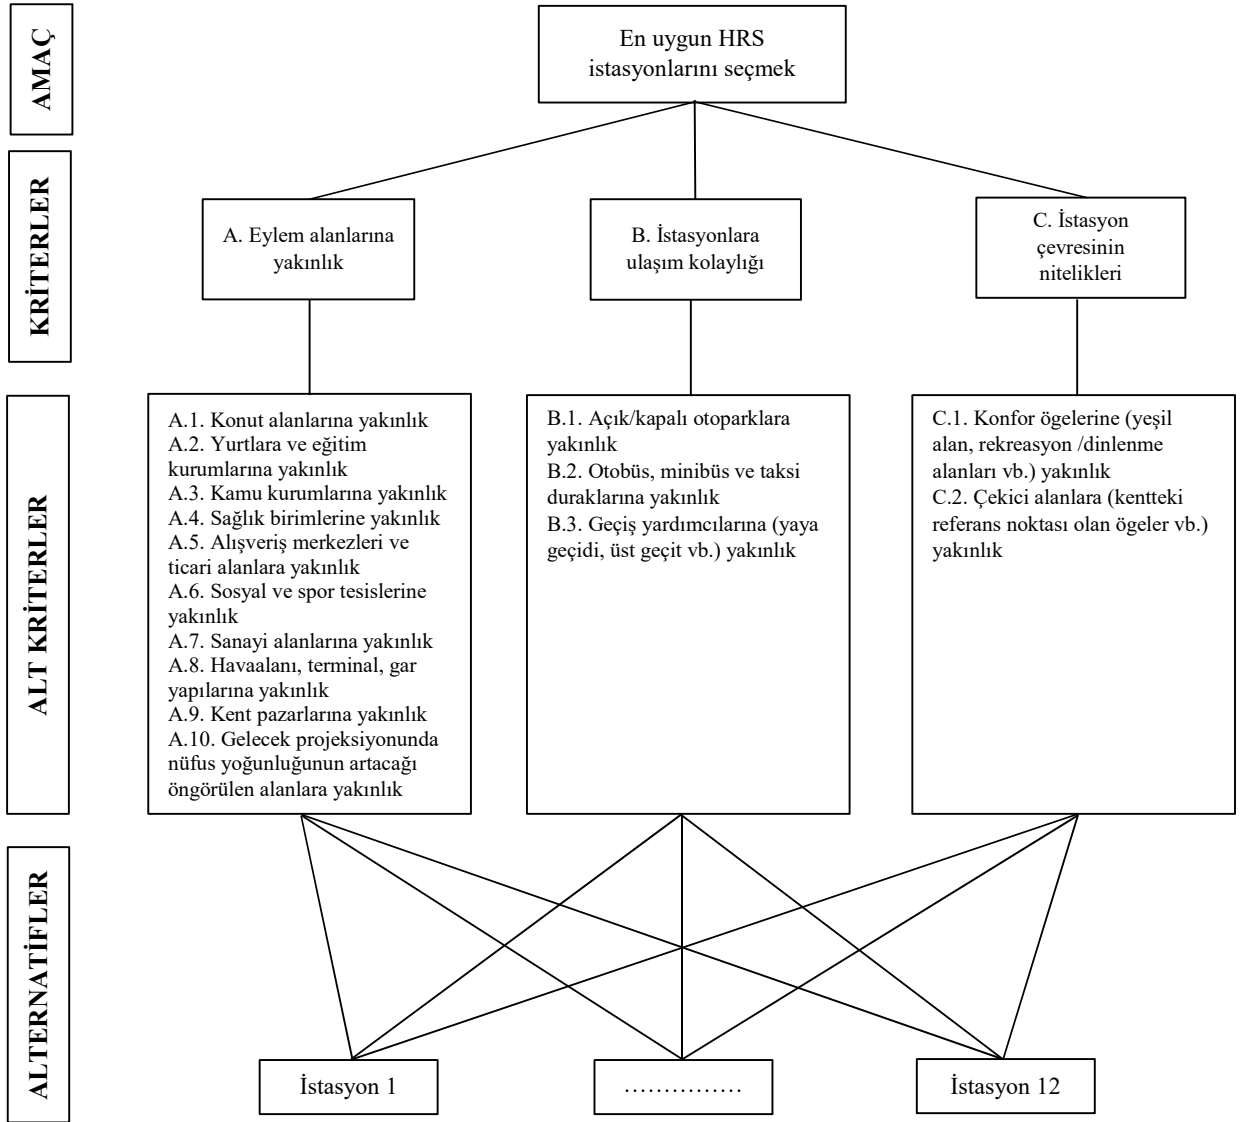 AMAÇ
En uygun HRS
istasyonlarını seçmek
KRİTERLER
A. Eylem alanlarına
yakınlık
B. İstasyonlara
ulaşım kolaylığı
C. İstasyon
çevresinin
nitelikleri
ALT KRİTERLER
A.1. Konut alanlarına yakınlık
A.2. Yurtlara ve eğitim
kurumlarına yakınlık
A.3. Kamu kurumlarına yakınlık
A.4. Sağlık birimlerine yakınlık
A.5. Alışveriş merkezleri ve
ticari alanlara yakınlık
A.6. Sosyal ve spor tesislerine
yakınlık
A.7. Sanayi alanlarına yakınlık
A.8. Havaalanı, terminal, gar
yapılarına yakınlık
A.9. Kent pazarlarına yakınlık
A.10. Gelecek projeksiyonunda
nüfus yoğunluğunun artacağı
öngörülen alanlara yakınlık
B.1. Açık/kapalı otoparklara
yakınlık
B.2. Otobüs, minibüs ve taksi
duraklarına yakınlık
B.3. Geçiş yardımcılarına (yaya
geçidi, üst geçit vb.) yakınlık
C.1. Konfor ögelerine (yeşil
alan, rekreasyon /dinlenme
alanları vb.) yakınlık
C.2. Çekici alanlara (kentteki
referans noktası olan ögeler vb.)
yakınlık
ALTERNATİFLER
İstasyon 1
……………
İstasyon 12